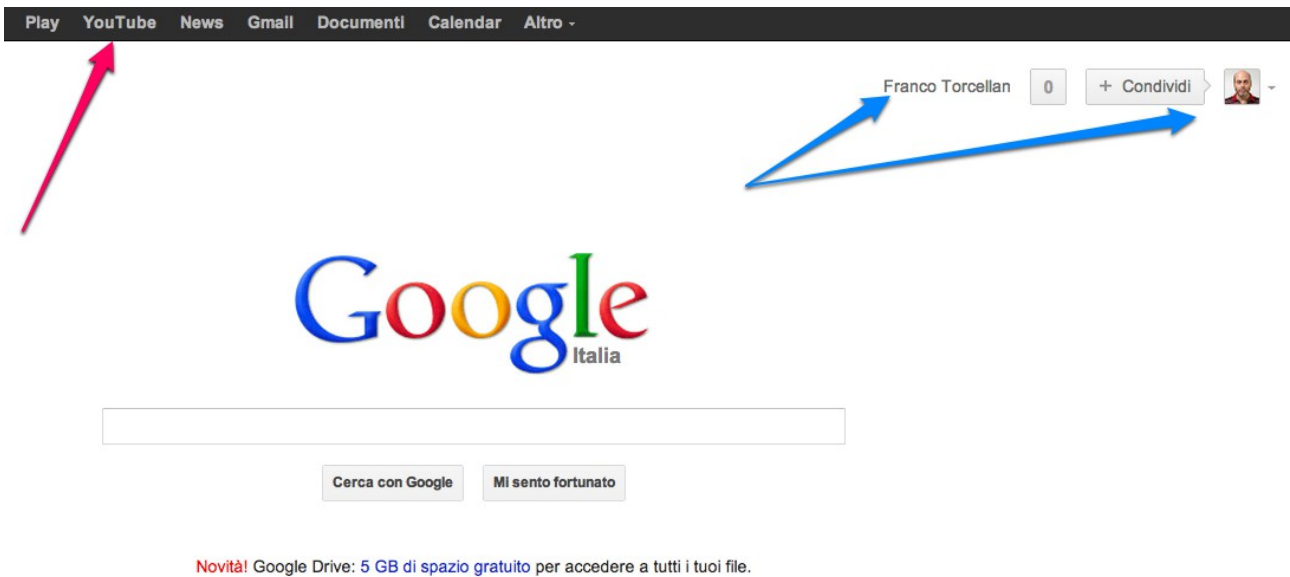 Play YouTube News Gmail Documenti Calendar Altro
Franco Torcellan 0 + Condividi
Google
Italia
Cerca con Google Mi sento fortunato
Novità! Google Drive: 5 GB di spazio gratuito per accedere a tutti i tuoi file.